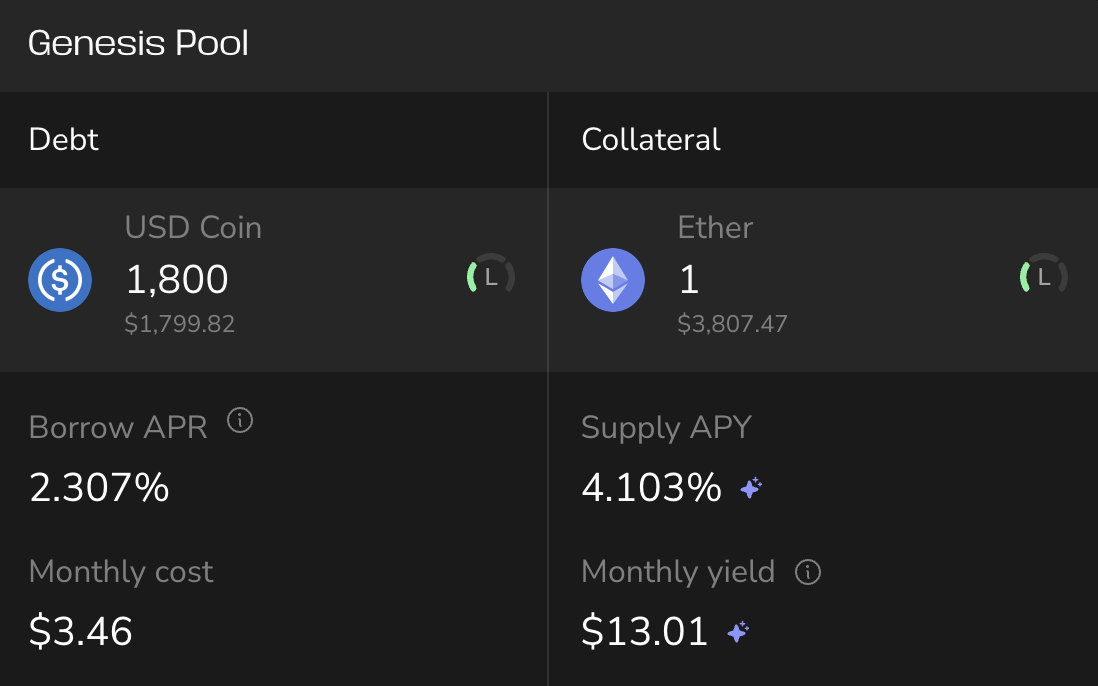 Genesis Pool
Debt
Collateral
USD Coin
1,800
$1,799.82
L
Ether
1
$3,807.47
L
Borrow APR
2.307%
Supply APY
4.103%
Monthly cost
$3.46
Monthly yield
$13.01